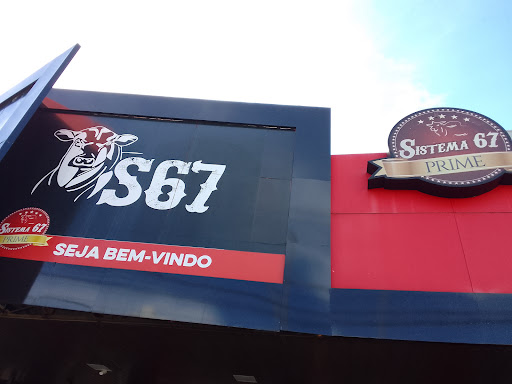 S67
SISTEMA 67
PRIME
SEJA BEM-VINDO
SISTEMA 67
PRIME